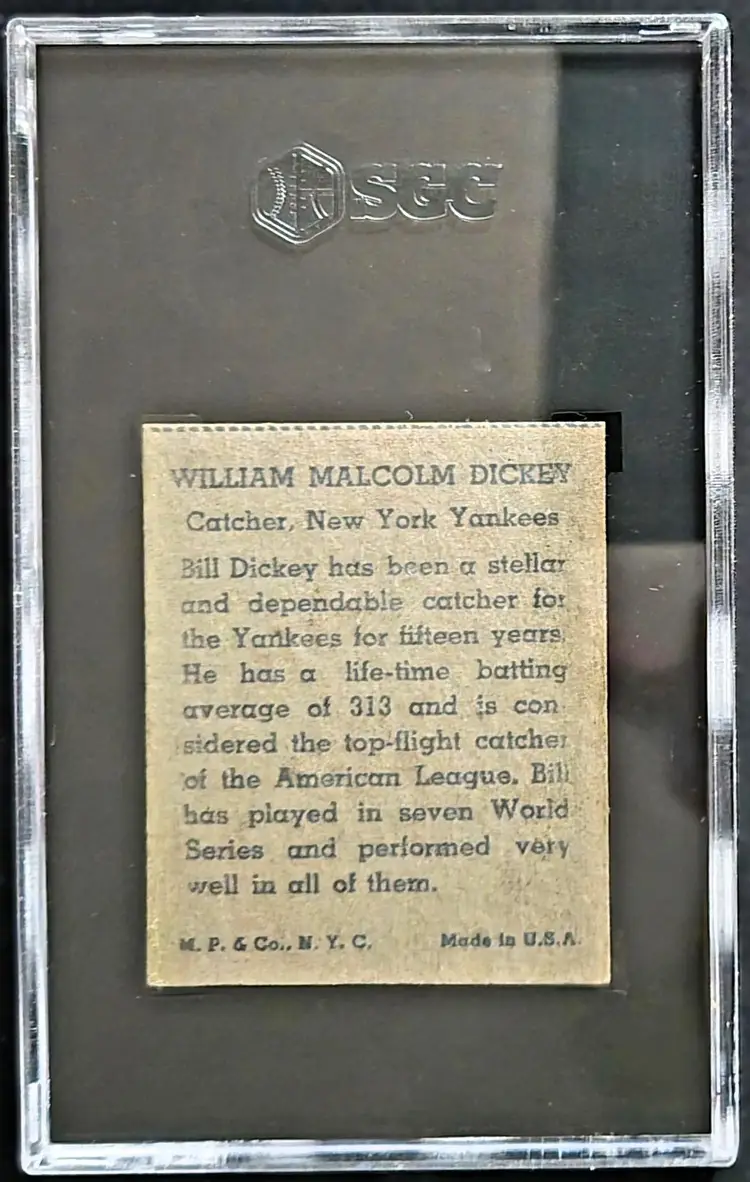 SGC
WILLIAM MALCOLM DICKEY
Catcher, New York Yankees
Bill Dickey has been a stellar
and dependable catcher for
the Yankees for fifteen years.
He has a life-time batting
average of 313 and is con-
sidered the top-flight catcher
of the American League. Bill
has played in seven World
Series and performed very
well in all of them.
M. P. & Co., N. Y. C. Made in U.S.A.